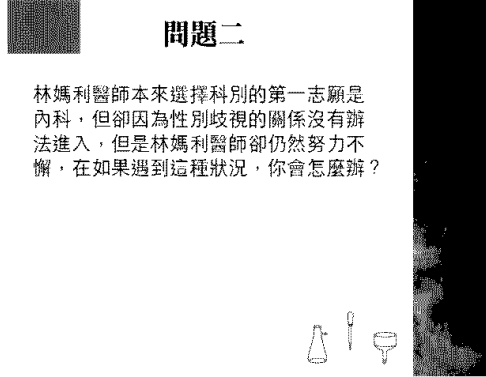 問題二
林媽利醫師本來選擇科別的第一志願是
內科，但卻因為性別歧視的關係沒有辦
法進入，但是林媽利醫師卻仍然努力不
懈，在如果遇到這種狀況，你會怎麼辦？